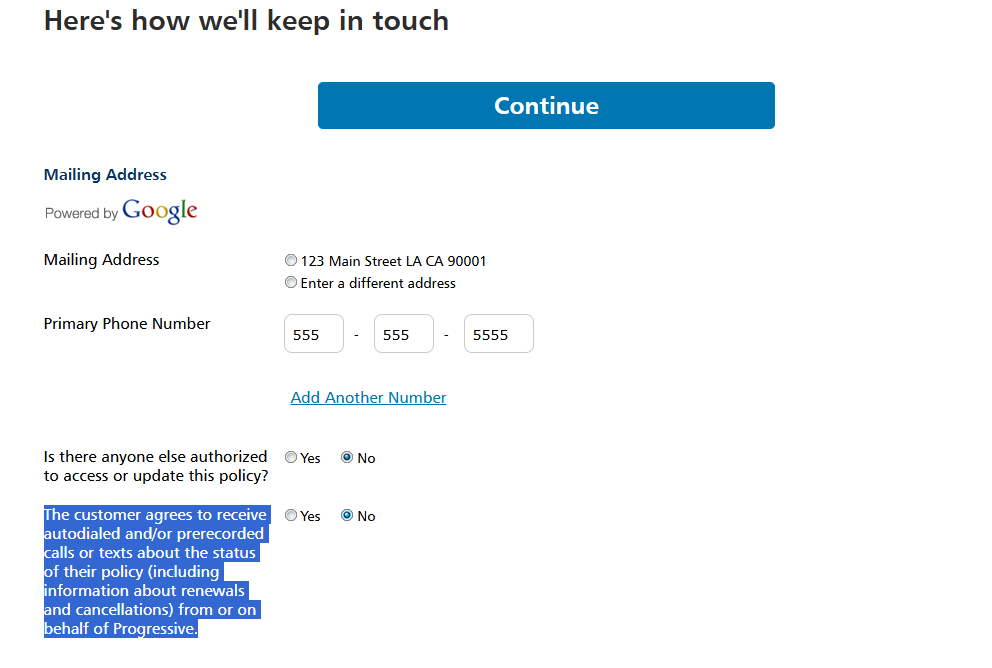 Here's how we'll keep in touch
Continue
Mailing Address
Powered by Google
Mailing Address
123 Main Street LA CA 90001
Enter a different address
Primary Phone Number
555 - 555 - 5555
Add Another Number
Is there anyone else authorized
to access or update this policy?
Yes No
The customer agrees to receive
autodialed and/or prerecorded
calls or texts about the status
of their policy (including
information about renewals
and cancellations) from or on
behalf of Progressive.
Yes No